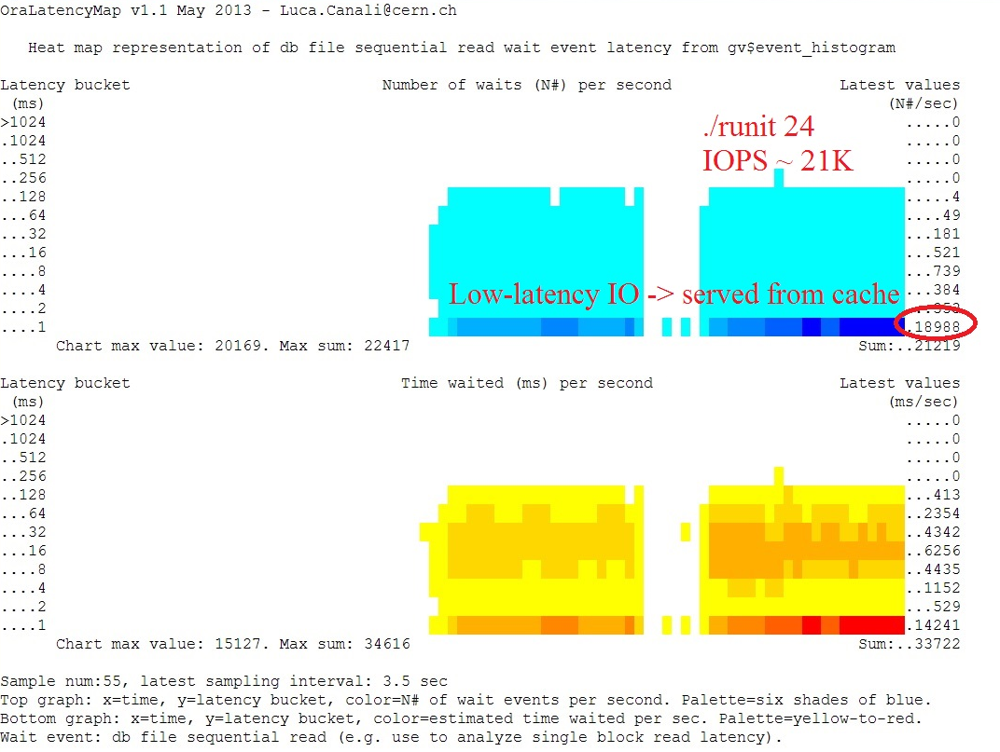 OraLatencyMap v1.1 May 2013 - Luca.Canali@cern.ch
Heat map representation of db file sequential read wait event latency from gv$event_histogram
Latency bucket Number of waits (N#) per second Latest values
(ms) (N#/sec)
>1024 .....0
./runit 24
.1024 .....0
..512 .....0
IOPS ~ 21K
..256 .....0
..128 .....4
...64 ....49
...32 ...181
...16 ...521
....8 ...739
....4 ...384
Low-latency IO -> served from cache
....2
....1 .18988
Chart max value: 20169. Max sum: 22417 Sum:..21219
Latency bucket Time waited (ms) per second Latest values
(ms) (ms/sec)
>1024 .....0
.1024 .....0
..512 .....0
..256 .....0
..128 ...413
...64 ..2354
...32 ..4342
...16 ..6256
....8 ..4435
....4 ..1152
....2 ...529
....1 .14241
Chart max value: 15127. Max sum: 34616 Sum:..33722
Sample num:55, latest sampling interval: 3.5 sec
Top graph: x=time, y=latency bucket, color=N# of wait events per second. Palette=six shades of blue.
Bottom graph: x=time, y=latency bucket, color=estimated time waited per sec. Palette=yellow-to-red.
Wait event: db file sequential read (e.g. use to analyze single block read latency).